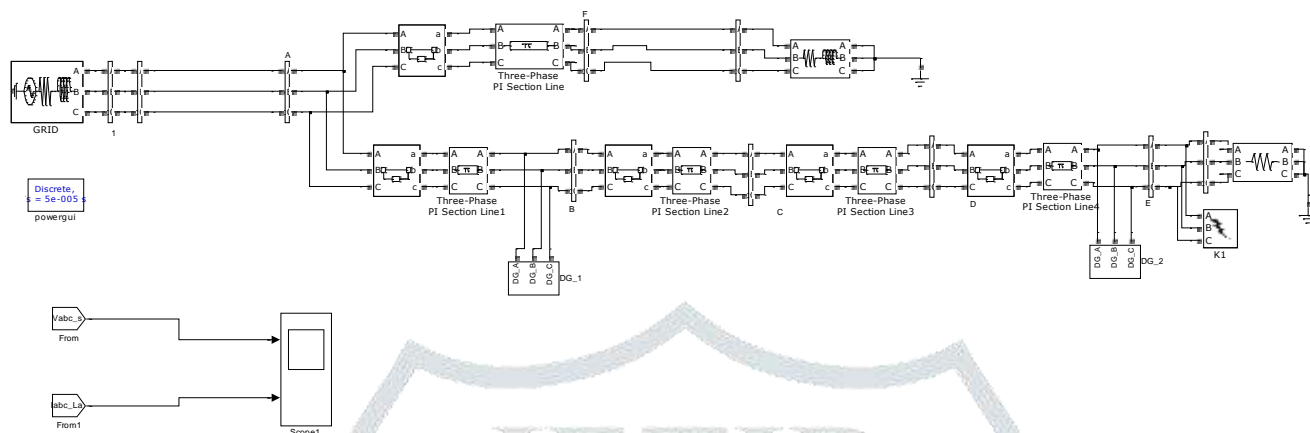 F
A
A
B
C
a
b
c
A
B
C
A
B
C
A
B
C
A
B
C
Three-Phase
PI Section Line
GRID
1
A
B
C
a
b
c
A
B
C
A
B
C
A
B
C
a
b
c
A
B
C
A
B
C
A
B
C
a
b
c
A
B
C
A
B
C
A
B
C
a
b
c
A
B
C
A
B
C
A
B
C
Three-Phase
PI Section Line1
B
Three-Phase
PI Section Line2
C
Three-Phase
PI Section Line3
D
Three-Phase
PI Section Line4
E
Discrete,
s = 5e-005 s
powergui
DG_A
DG_B
DG_C
DG_1
DG_A
DG_B
DG_C
DG_2
A
B
C
K1
Vabc_s
From
Iabc_La
From1
Scope1